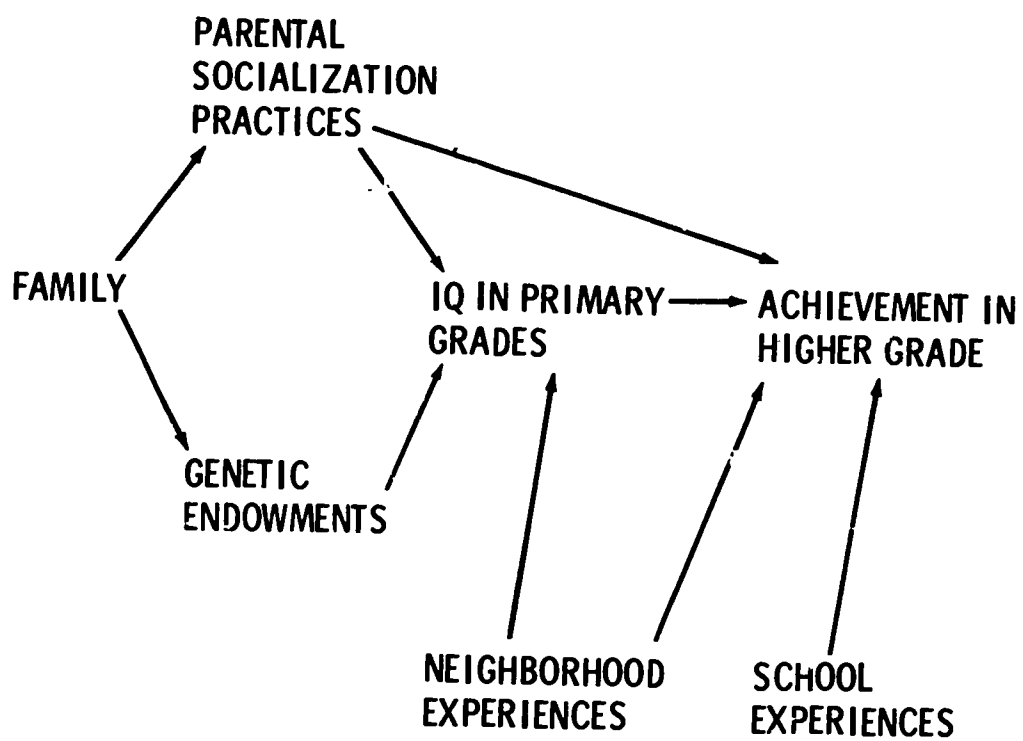 PARENTAL
SOCIALIZATION
PRACTICES
FAMILY
IQ IN PRIMARY
GRADES
ACHIEVEMENT IN
HIGHER GRADE
GENETIC
ENDOWMENTS
NEIGHBORHOOD
EXPERIENCES
SCHOOL
EXPERIENCES